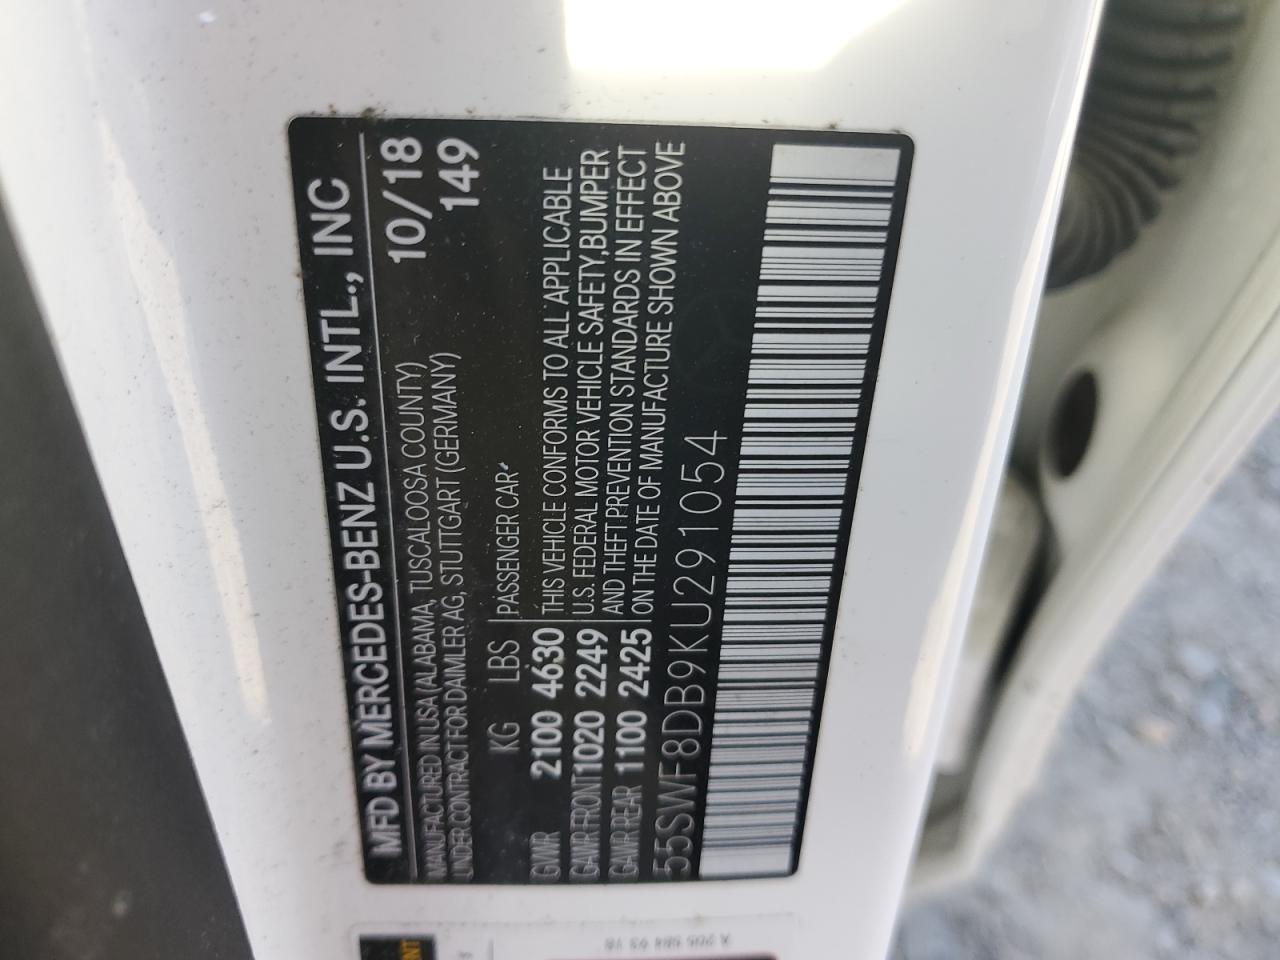 MFD BY MERCEDES-BENZ U.S. INTL., INC
MANUFACTURED IN USA (ALABAMA, TUSCALOOSA COUNTY) 10/18
UNDER CONTRACT FOR DAIMLER AG, STUTTGART (GERMANY) 149
KG LBS PASSENGER CAR
GVWR 2100 4630 THIS VEHICLE CONFORMS TO ALL APPLICABLE
GAWR FRONT 1020 2249 U.S. FEDERAL MOTOR VEHICLE SAFETY, BUMPER
GAWR REAR 1100 2425 AND THEFT PREVENTION STANDARDS IN EFFECT
ON THE DATE OF MANUFACTURE SHOWN ABOVE
55SWF8DB9KU291054